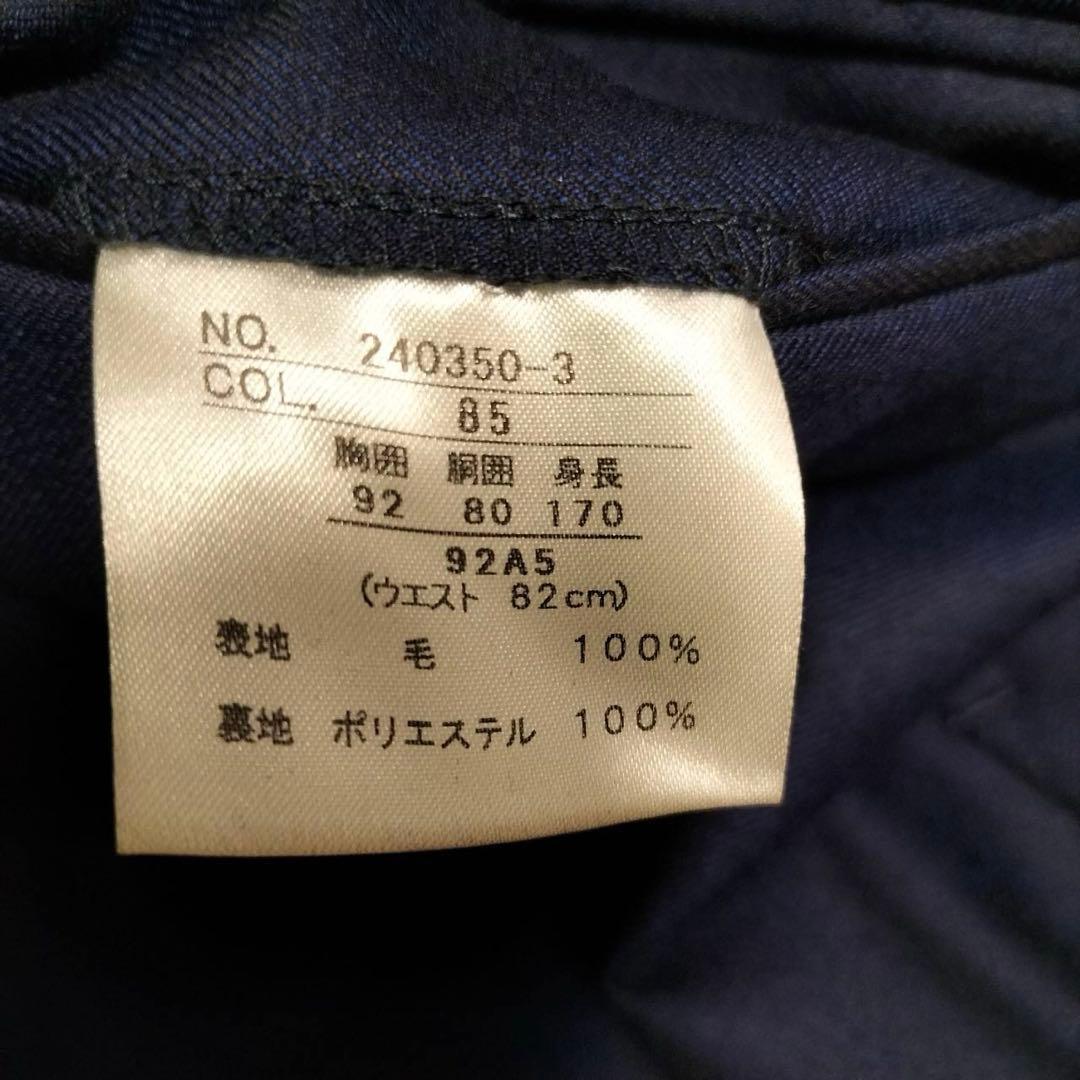 NO. 240350-3
COL. 85
胸囲 胴囲 身長
92 80 170
92A5
(ウエスト 82cm)
表地 毛 100%
裏地 ポリエステル 100%